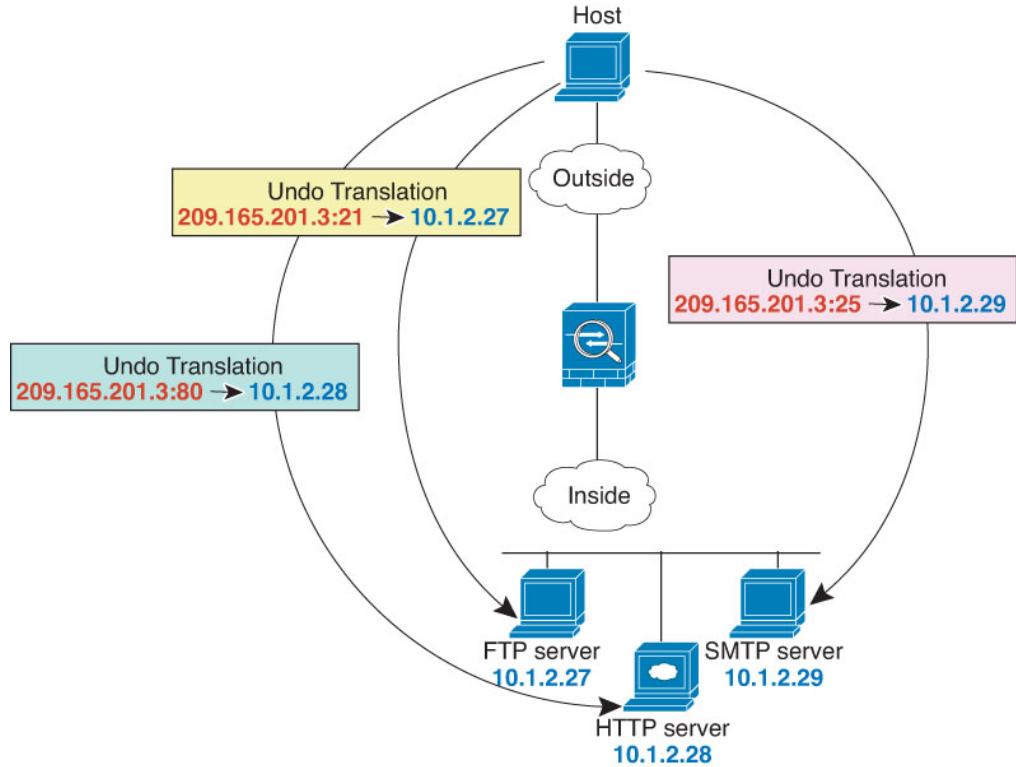 Host
Outside
Undo Translation
209.165.201.3:21 → 10.1.2.27
Undo Translation
209.165.201.3:25 → 10.1.2.29
Undo Translation
209.165.201.3:80 → 10.1.2.28
Inside
FTP server
10.1.2.27
SMTP server
10.1.2.29
HTTP server
10.1.2.28